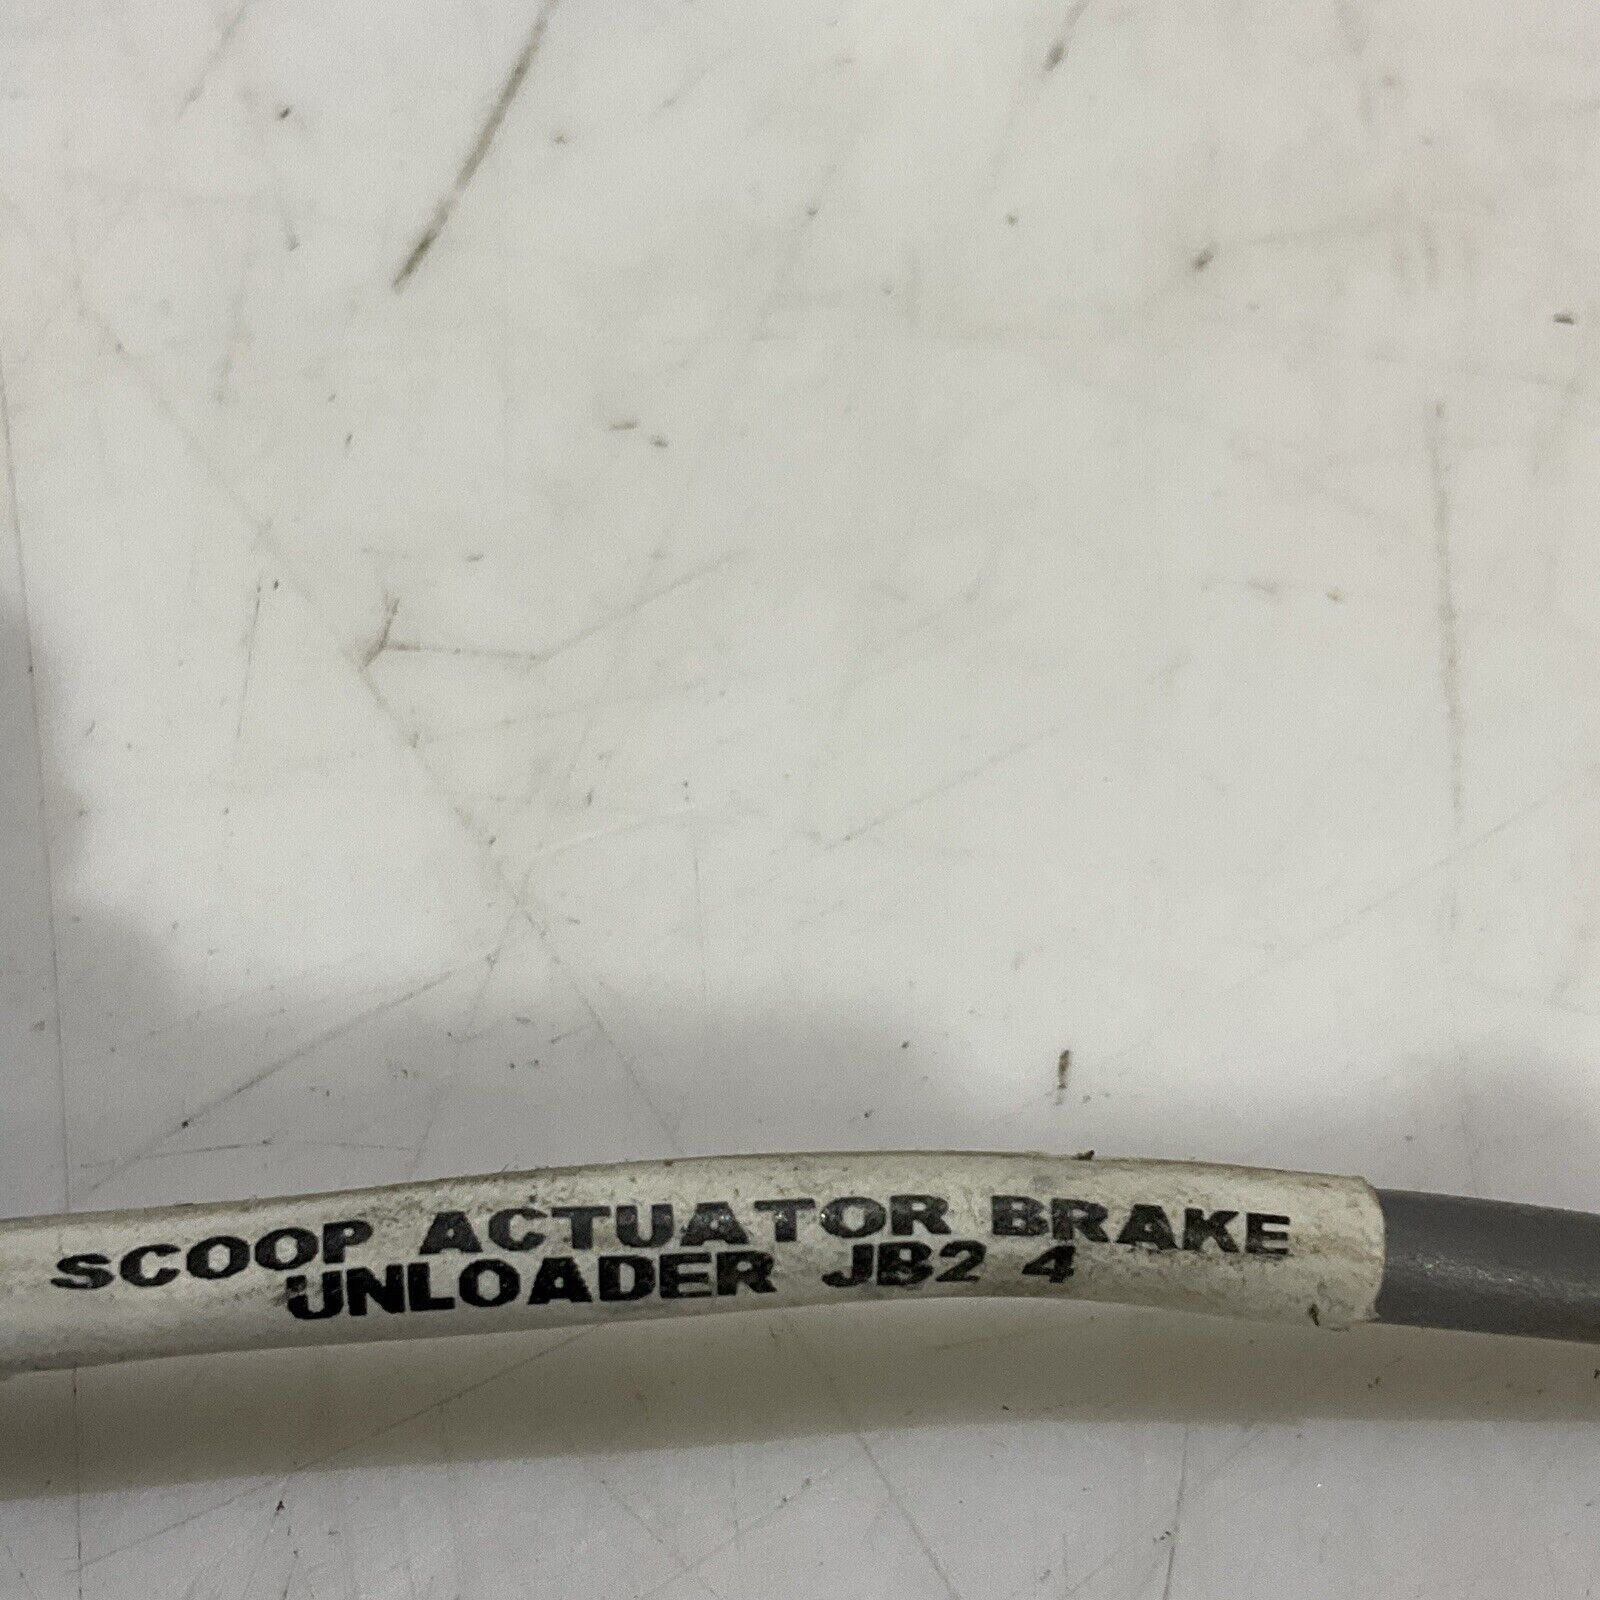 SCOOP ACTUATOR BRAKE
UNLOADER JB2 4